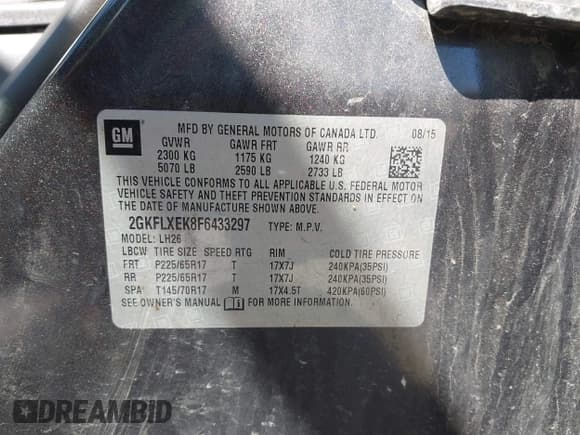 GM
MFD BY GENERAL MOTORS OF CANADA LTD. 08/15
GVWR GAWR FRT GAWR RR
2300 KG 1175 KG 1240 KG
5070 LB 2590 LB 2733 LB
THIS VEHICLE CONFORMS TO ALL APPLICABLE U.S. FEDERAL MOTOR
VEHICLE SAFETY AND THEFT PREVENTION STANDARDS IN EFFECT ON
THE DATE OF MANUFACTURE SHOWN ABOVE.
2GKFLXEK8F6433297 TYPE: M.P.V.
MODEL: LH26
LBCW TIRE SIZE SPEED RTG RIM COLD TIRE PRESSURE
FRT P225/65R17 T 17X7J 240KPA(35PSI)
RR P225/65R17 T 17X7J 240KPA(35PSI)
SPA T145/70R17 M 17X4.5T 420KPA(60PSI)
SEE OWNER'S MANUAL FOR MORE INFORMATION.
DREAMBID